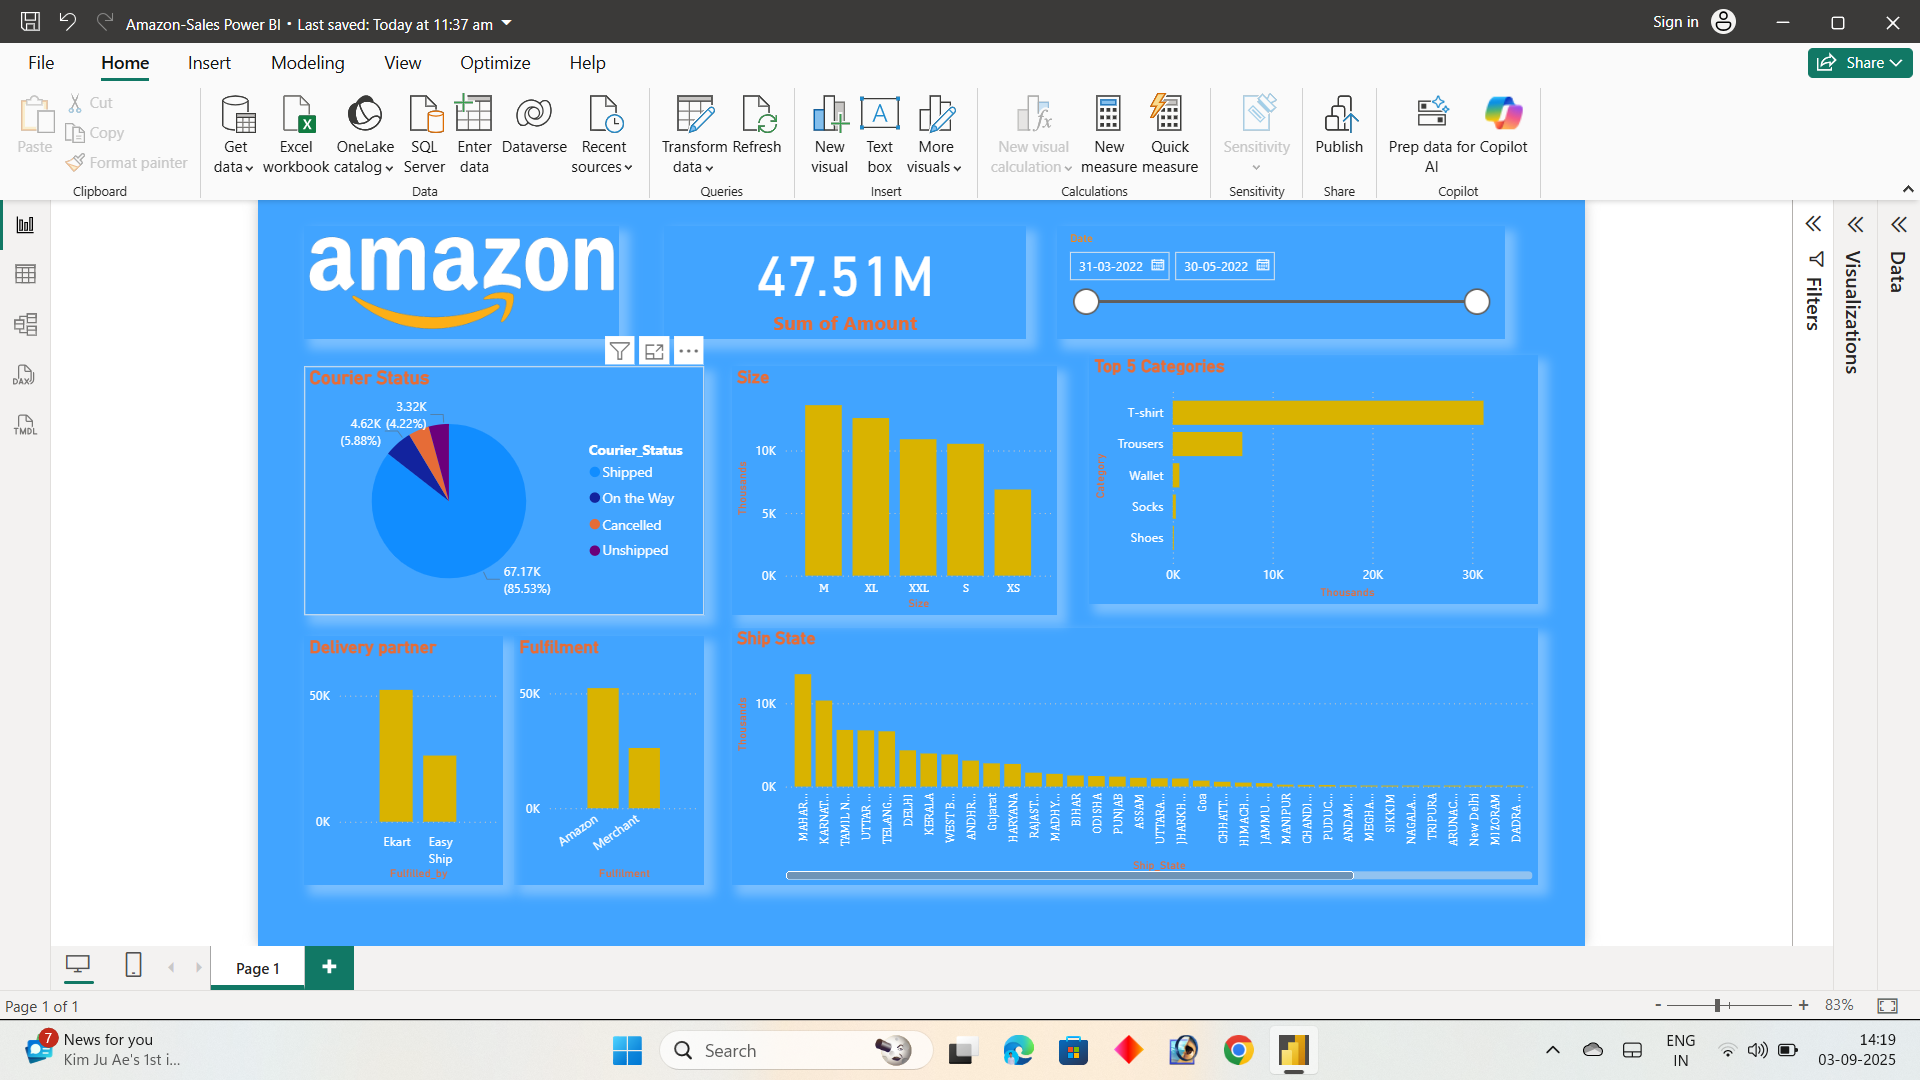 Amazon-Sales Power BI • Last saved: Today at 11:37 am
Sign in
File
Home
Insert
Modeling
View
Optimize
Help
Share
Paste
Cut
Copy
Format painter
Get data
Excel workbook
OneLake catalog
SQL Server
Enter data
Dataverse
Recent sources
Transform data
Refresh
New visual
Text box
More visuals
New visual calculation
New measure
Quick measure
Sensitivity
Publish
Prep data for AI
Copilot
Clipboard
Data
Queries
Insert
Calculations
Sensitivity
Share
Copilot
amazon
47.51M
Sum of Amount
Date
31-03-2022
30-05-2022
Filters
Visualizations
Data
DAX
TMDL
Courier Status
3.32K
(4.22%)
4.62K
(5.88%)
67.17K
(85.53%)
Courier_Status
Shipped
On the Way
Cancelled
Unshipped
Size
Thousands
10K
5K
0K
M
XL
XXL
S
XS
Size
Top 5 Categories
Category
T-shirt
Trousers
Wallet
Socks
Shoes
0K
10K
20K
30K
Thousands
Delivery partner
50K
0K
Ekart
Easy Ship
Fulfilled_by
Fulfilment
50K
0K
Amazon
Merchant
Fulfilment
Ship State
Thousands
10K
0K
MAHAR...
KARNAT...
TAMIL N...
UTTAR ...
TELANG...
DELHI
KERALA
WEST B...
ANDHR...
Gujarat
HARYANA
RAJAST...
MADHY...
BIHAR
ODISHA
PUNJAB
ASSAM
UTTARA...
JHARKH...
Goa
CHHATT...
HIMACH...
JAMMU ...
MANIPUR
CHANDI...
PUDUC...
ANDAM...
MEGHA...
SIKKIM
NAGALA...
TRIPURA
ARUNAC...
New Delhi
MIZORAM
DADRA ...
Ship_State
Page 1
Page 1 of 1
83%
7
News for you
Kim Ju Ae's 1st i...
Search
ENG
IN
14:19
03-09-2025